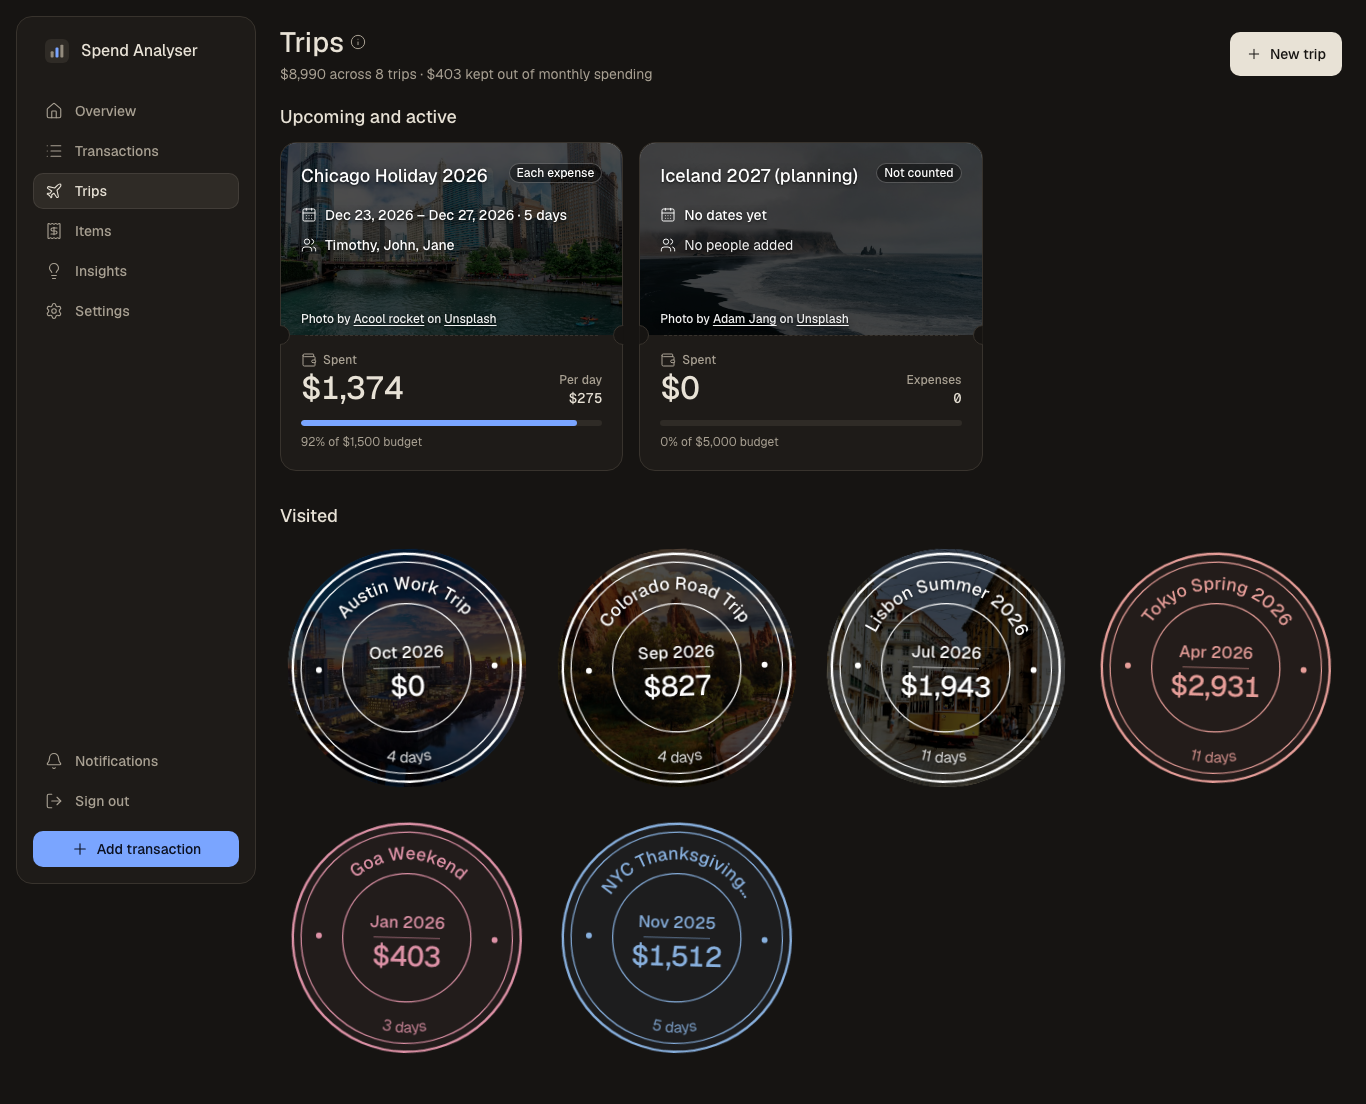 Spend Analyser
Overview
Transactions
Trips
Items
Insights
Settings
Notifications
Sign out
Add transaction
Trips
$8,990 across 8 trips · $403 kept out of monthly spending
New trip
Upcoming and active
Chicago Holiday 2026
Each expense
Dec 23, 2026 – Dec 27, 2026 · 5 days
Timothy, John, Jane
Photo by Acool rocket on Unsplash
Spent
$1,374
Per day
$275
92% of $1,500 budget
Iceland 2027 (planning)
Not counted
No dates yet
No people added
Photo by Adam Jang on Unsplash
Spent
$0
Expenses
0
0% of $5,000 budget
Visited
Austin Work Trip
Oct 2026
$0
4 days
Colorado Road Trip
Sep 2026
$827
4 days
Lisbon Summer 2026
Jul 2026
$1,943
11 days
Tokyo Spring 2026
Apr 2026
$2,931
11 days
Goa Weekend
Jan 2026
$403
3 days
NYC Thanksgiving…
Nov 2025
$1,512
5 days